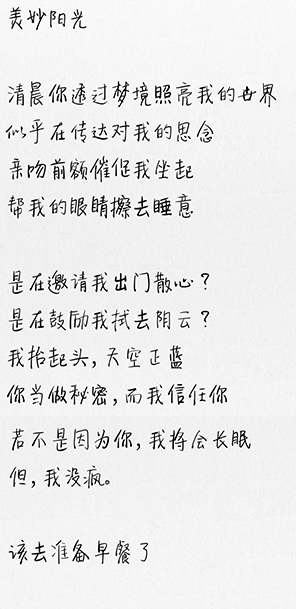 美妙阳光
清晨你透过梦境照亮我的世界
似乎在传达对我的思念
亲吻前额催促我坐起
帮我的眼睛擦去睡意
是在邀请我出门散心？
是在鼓励我拭去阴云？
我抬起头，天空正蓝
你当做秘密，而我信任你
若不是因为你，我将会长眠
但，我没疯。
该去准备早餐了